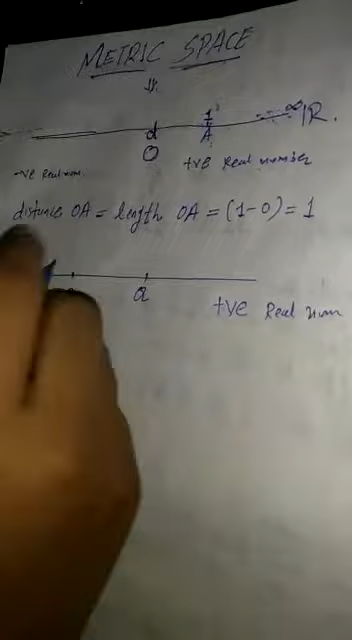 METRIC SPACE
1 ∞ IR.
O A
-ve Real num. +ve Real number
distance OA = length OA = (1-0) = 1
a
+ve Real num